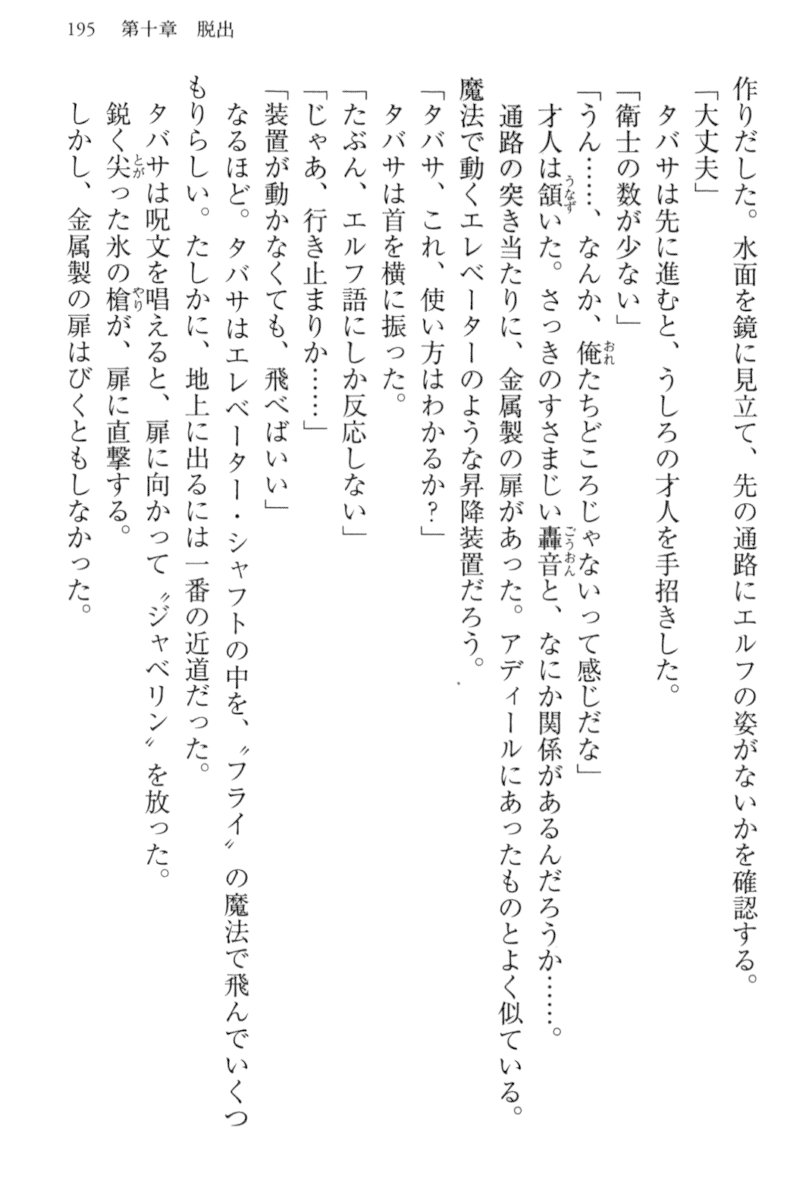 195　第十章　脱出
作りだした。水面を鏡に見立て、先の通路にエルフの姿がないかを確認する。
「大丈夫」
　タバサは先に進むと、うしろの才人を手招きした。
「衛士の数が少ない」
「うん……、なんか、俺たちどころじゃないって感じだな」
　才人は頷いた。さっきのすさまじい轟音と、なにか関係があるんだろうか……。
　通路の突き当たりに、金属製の扉があった。アディールにあったものとよく似ている。
魔法で動くエレベーターのような昇降装置だろう。
「タバサ、これ、使い方はわかるか？」
　タバサは首を横に振った。
「たぶん、エルフ語にしか反応しない」
「じゃあ、行き止まりか……」
「装置が動かなくても、飛べばいい」
　なるほど。タバサはエレベーター・シャフトの中を、〝フライ〟の魔法で飛んでいくつ
もりらしい。たしかに、地上に出るには一番の近道だった。
　タバサは呪文を唱えると、扉に向かって〝ジャベリン〟を放った。
　鋭く尖った氷の槍が、扉に直撃する。
　しかし、金属製の扉はびくともしなかった。